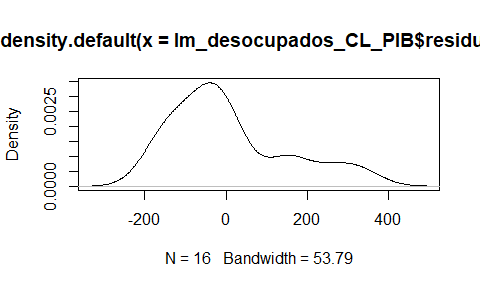 density.default(x = lm_desocupados_CL_PIB$residu
Density
0.0000
0.0025
-200
0
200
400
N = 16 Bandwidth = 53.79